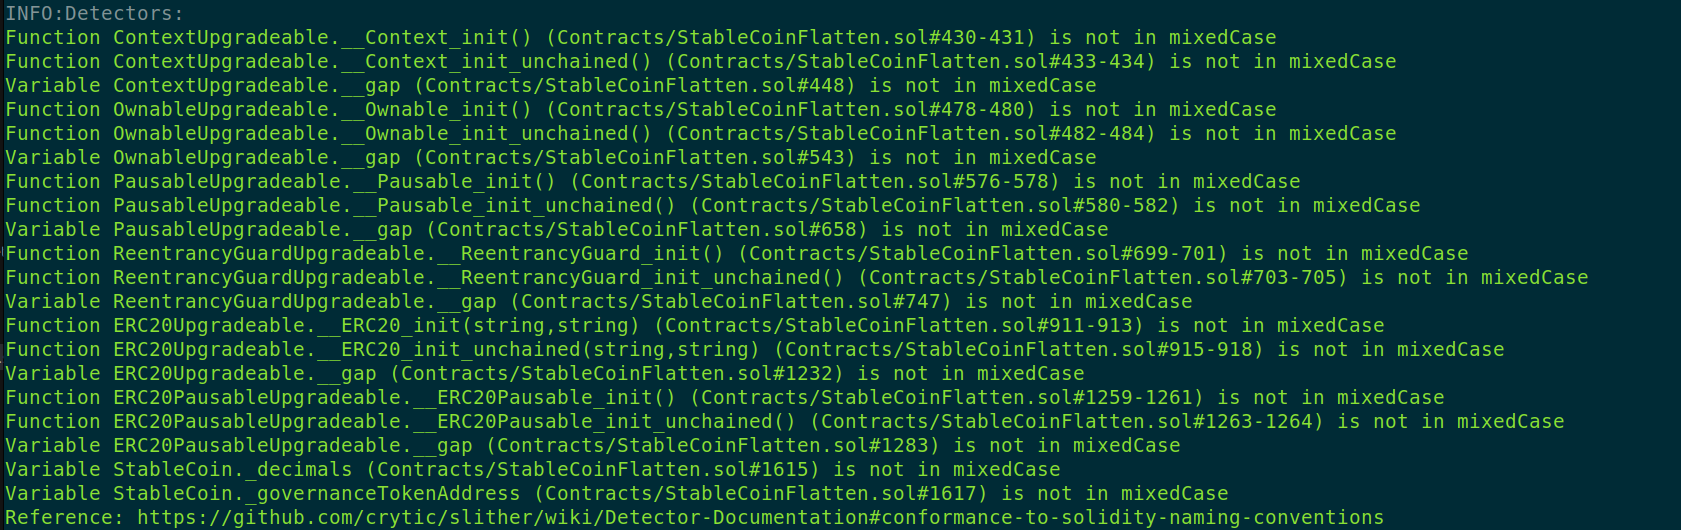 INFO:Detectors:
Function ContextUpgradeable.__Context_init() (Contracts/StableCoinFlatten.sol#430-431) is not in mixedCase
Function ContextUpgradeable.__Context_init_unchained() (Contracts/StableCoinFlatten.sol#433-434) is not in mixedCase
Variable ContextUpgradeable.__gap (Contracts/StableCoinFlatten.sol#448) is not in mixedCase
Function OwnableUpgradeable.__Ownable_init() (Contracts/StableCoinFlatten.sol#478-480) is not in mixedCase
Function OwnableUpgradeable.__Ownable_init_unchained() (Contracts/StableCoinFlatten.sol#482-484) is not in mixedCase
Variable OwnableUpgradeable.__gap (Contracts/StableCoinFlatten.sol#543) is not in mixedCase
Function PausableUpgradeable.__Pausable_init() (Contracts/StableCoinFlatten.sol#576-578) is not in mixedCase
Function PausableUpgradeable.__Pausable_init_unchained() (Contracts/StableCoinFlatten.sol#580-582) is not in mixedCase
Variable PausableUpgradeable.__gap (Contracts/StableCoinFlatten.sol#658) is not in mixedCase
Function ReentrancyGuardUpgradeable.__ReentrancyGuard_init() (Contracts/StableCoinFlatten.sol#699-701) is not in mixedCase
Function ReentrancyGuardUpgradeable.__ReentrancyGuard_init_unchained() (Contracts/StableCoinFlatten.sol#703-705) is not in mixedCase
Variable ReentrancyGuardUpgradeable.__gap (Contracts/StableCoinFlatten.sol#747) is not in mixedCase
Function ERC20Upgradeable.__ERC20_init(string,string) (Contracts/StableCoinFlatten.sol#911-913) is not in mixedCase
Function ERC20Upgradeable.__ERC20_init_unchained(string,string) (Contracts/StableCoinFlatten.sol#915-918) is not in mixedCase
Variable ERC20Upgradeable.__gap (Contracts/StableCoinFlatten.sol#1232) is not in mixedCase
Function ERC20PausableUpgradeable.__ERC20Pausable_init() (Contracts/StableCoinFlatten.sol#1259-1261) is not in mixedCase
Function ERC20PausableUpgradeable.__ERC20Pausable_init_unchained() (Contracts/StableCoinFlatten.sol#1263-1264) is not in mixedCase
Variable ERC20PausableUpgradeable.__gap (Contracts/StableCoinFlatten.sol#1283) is not in mixedCase
Variable StableCoin._decimals (Contracts/StableCoinFlatten.sol#1615) is not in mixedCase
Variable StableCoin._governanceTokenAddress (Contracts/StableCoinFlatten.sol#1617) is not in mixedCase
Reference: https://github.com/crytic/slither/wiki/Detector-Documentation#conformance-to-solidity-naming-conventions